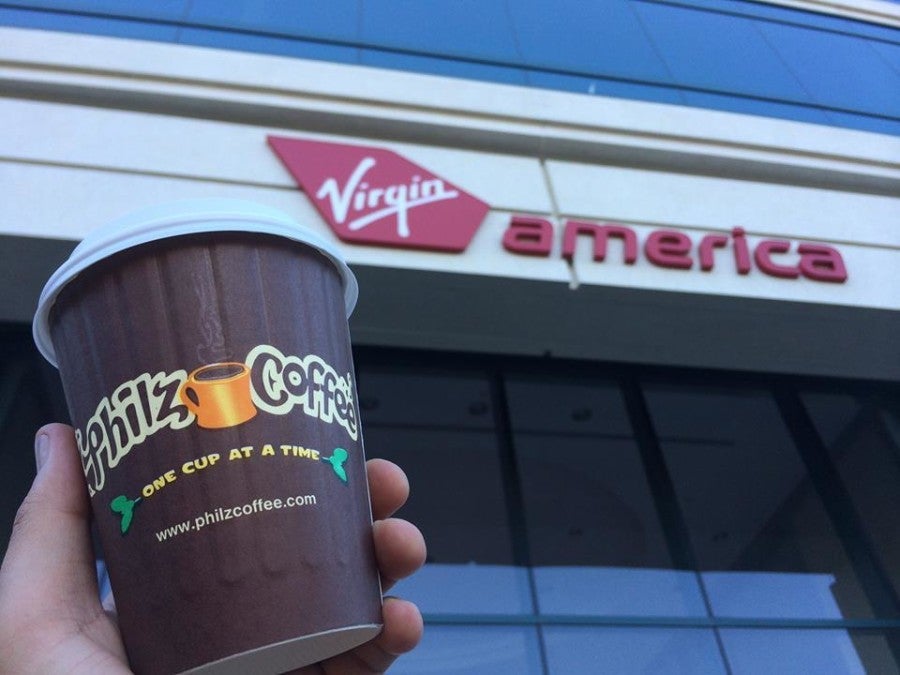 Virgin
america
Philz Coffee
ONE CUP AT A TIME
www.philzcoffee.com